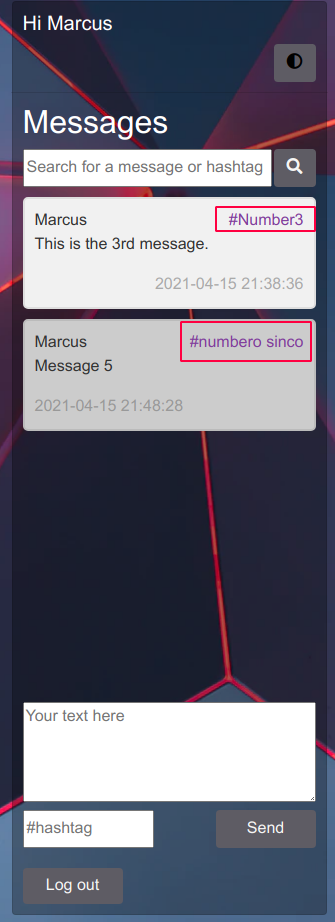 Hi Marcus
Messages
Search for a message or hashtag
Marcus #Number3
This is the 3rd message.
2021-04-15 21:38:36
Marcus #numbero sinco
Message 5
2021-04-15 21:48:28
Your text here
#hashtag Send
Log out